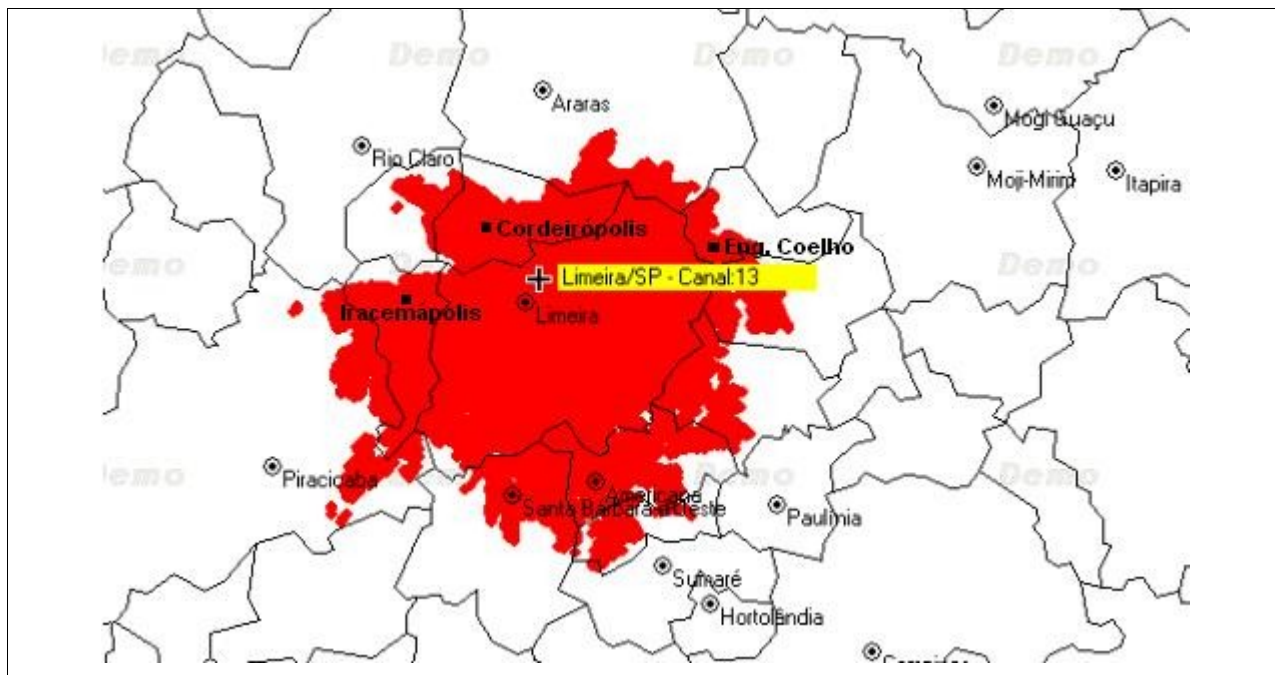 Demo
Demo
Demo
Demo
Araras
Mogi Guaçu
Rio Claro
Moji-Mirim
Itapira
Cordeirópolis
Eng. Coelho
Demo
Demo
Limeira/SP - Canal:13
Iracemápolis
Limeira
Demo
Demo
Demo
Demo
Piracicaba
Americana
Santa Bárbara d'Oeste
Paulínia
Sumaré
Hortolândia